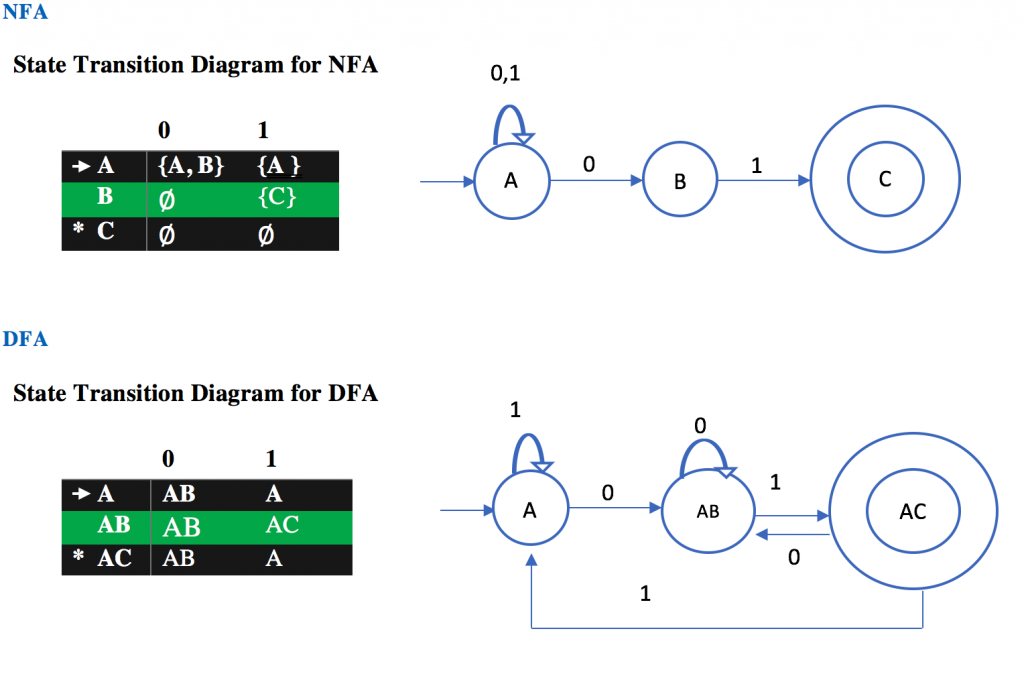 NFA
State Transition Diagram for NFA
0 1
→ A {A, B} {A }
B ∅ {C}
* C ∅ ∅
0,1
A 0 B 1 C
DFA
State Transition Diagram for DFA
0 1
→ A AB A
AB AB AC
* AC AB A
1 0
A 0 AB 1 AC
0
1